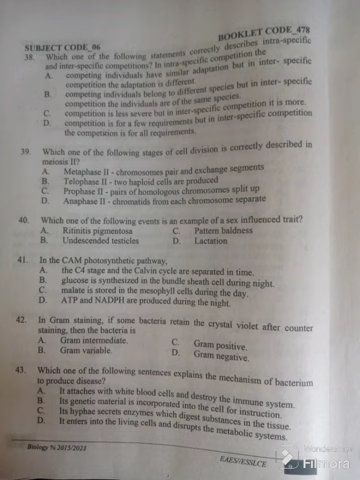 SUBJECT CODE_06 BOOKLET CODE_478
38. Which one of the following statements correctly describes intra-specific
and inter-specific competitions? In intra-specific competition the
A. competing individuals have similar adaptation but in inter- specific
competition the adaptation is different.
B. competing individuals belong to different species but in inter- specific
competition the individuals are of the same species.
C. competition is less severe but in inter-specific competition it is more.
D. competition is for a few requirements but in inter-specific competition
the competition is for all requirements.
39. Which one of the following stages of cell division is correctly described in
meiosis II?
A. Metaphase II - chromosomes pair and exchange segments
B. Telophase II - two haploid cells are produced
C. Prophase II - pairs of homologous chromosomes split up
D. Anaphase II - chromatids from each chromosome separate
40. Which one of the following events is an example of a sex influenced trait?
A. Ritinitis pigmentosa C. Pattern baldness
B. Undescended testicles D. Lactation
41. In the CAM photosynthetic pathway,
A. the C4 stage and the Calvin cycle are separated in time.
B. glucose is synthesized in the bundle sheath cell during night.
C. malate is stored in the mesophyll cells during the day.
D. ATP and NADPH are produced during the night.
42. In Gram staining, if some bacteria retain the crystal violet after counter
staining, then the bacteria is
A. Gram intermediate. C. Gram positive.
B. Gram variable. D. Gram negative.
43. Which one of the following sentences explains the mechanism of bacterium
to produce disease?
A. It attaches with white blood cells and destroy the immune system.
B. Its genetic material is incorporated into the cell for instruction.
C. Its hyphae secrets enzymes which digest substances in the tissue.
D. It enters into the living cells and disrupts the metabolic systems.
Biology % 2015/2023
EAES//ESSLCE
Filmora